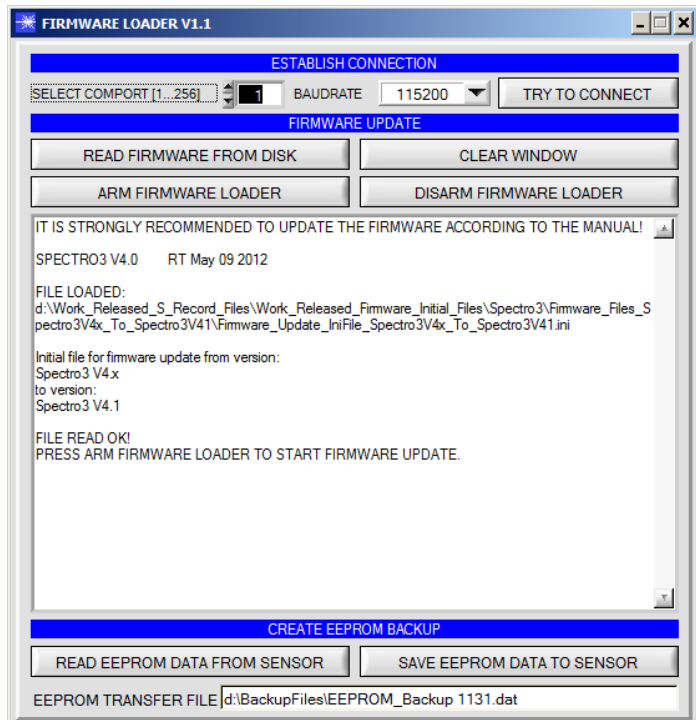 FIRMWARE LOADER V1.1
ESTABLISH CONNECTION
SELECT COMPORT [1...256] 1 BAUDRATE 115200 TRY TO CONNECT
FIRMWARE UPDATE
READ FIRMWARE FROM DISK CLEAR WINDOW
ARM FIRMWARE LOADER DISARM FIRMWARE LOADER
IT IS STRONGLY RECOMMENDED TO UPDATE THE FIRMWARE ACCORDING TO THE MANUAL!
SPECTRO3 V4.0 RT May 09 2012
FILE LOADED:
d:\Work_Released_S_Record_Files\Work_Released_Firmware_Initial_Files\Spectro3\Firmware_Files_S
pectro3V4x_To_Spectro3V41\Firmware_Update_IniFile_Spectro3V4x_To_Spectro3V41.ini
Initial file for firmware update from version:
Spectro3 V4.x
to version:
Spectro3 V4.1
FILE READ OK!
PRESS ARM FIRMWARE LOADER TO START FIRMWARE UPDATE.
CREATE EEPROM BACKUP
READ EEPROM DATA FROM SENSOR SAVE EEPROM DATA TO SENSOR
EEPROM TRANSFER FILE d:\BackupFiles\EEPROM_Backup 1131.dat